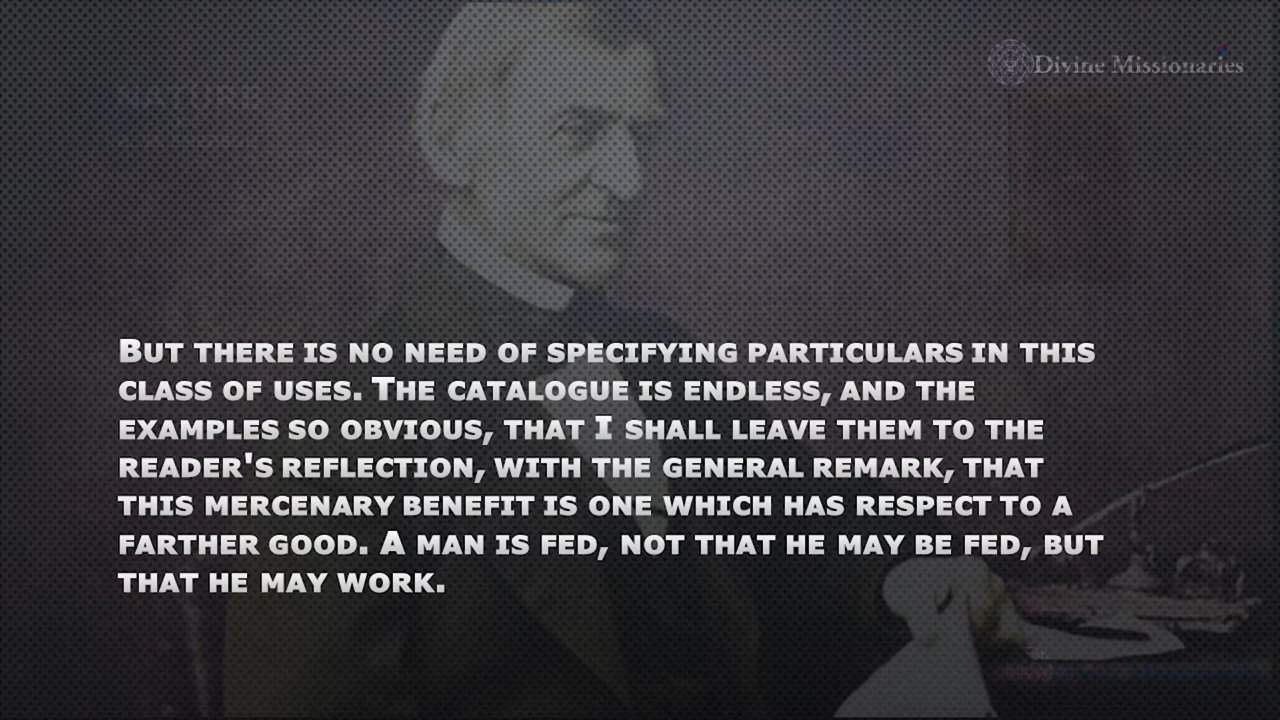 Divine Missionaries
But there is no need of specifying particulars in this
class of uses. The catalogue is endless, and the
examples so obvious, that I shall leave them to the
reader's reflection, with the general remark, that
this mercenary benefit is one which has respect to a
farther good. A man is fed, not that he may be fed, but
that he may work.